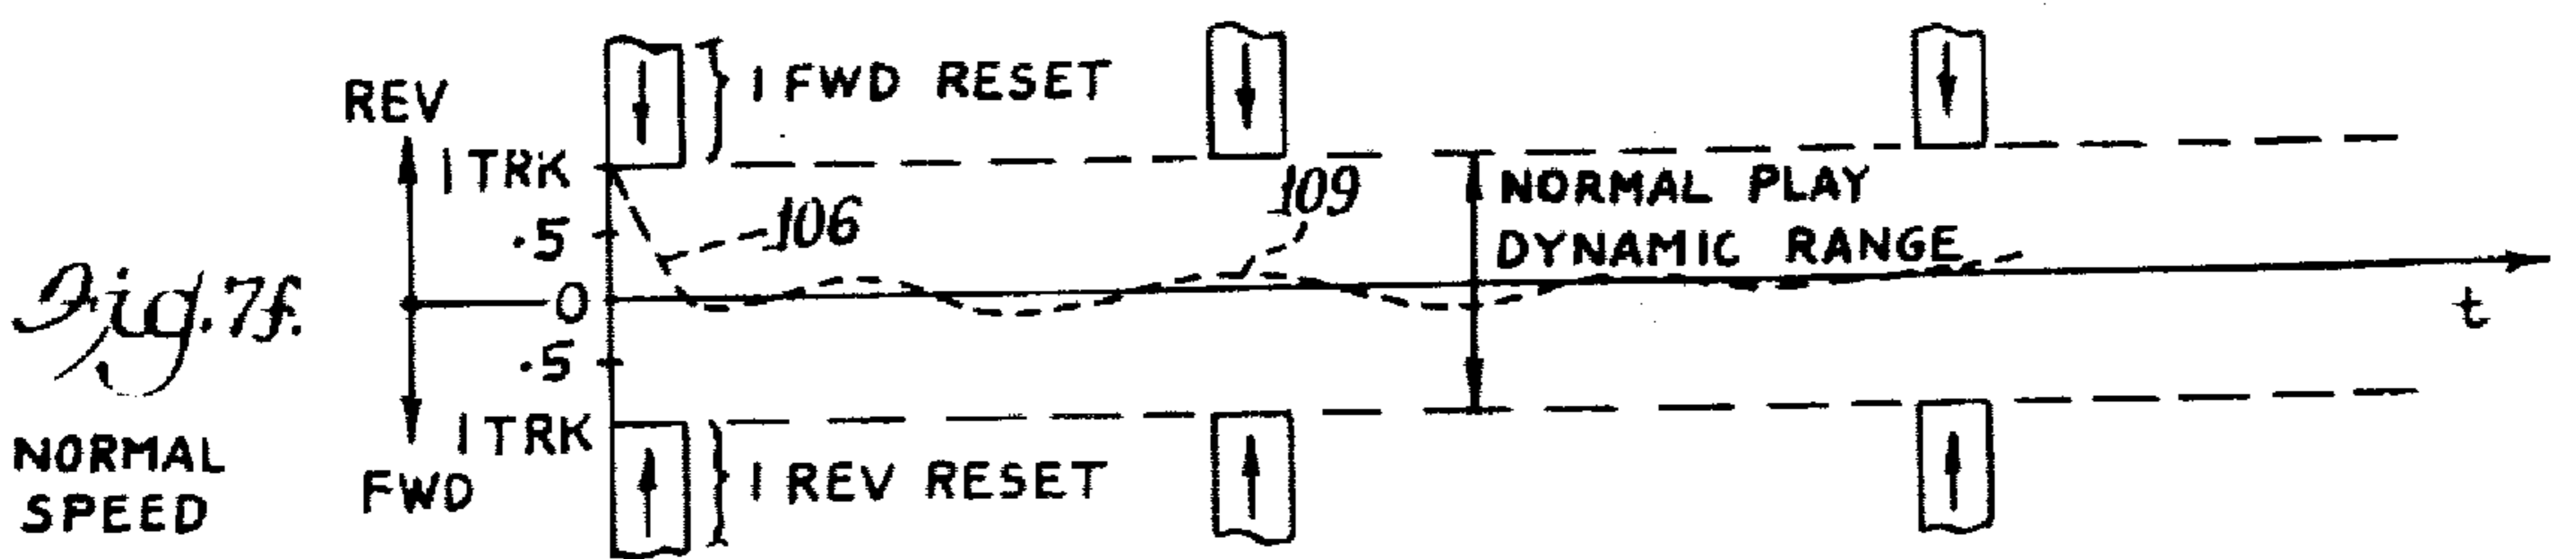 Fig. 7f.
NORMAL
SPEED
REV
FWD
1 TRK
.5
0
.5
1 TRK
1 FWD RESET
1 REV RESET
106
109
NORMAL PLAY
DYNAMIC RANGE
t